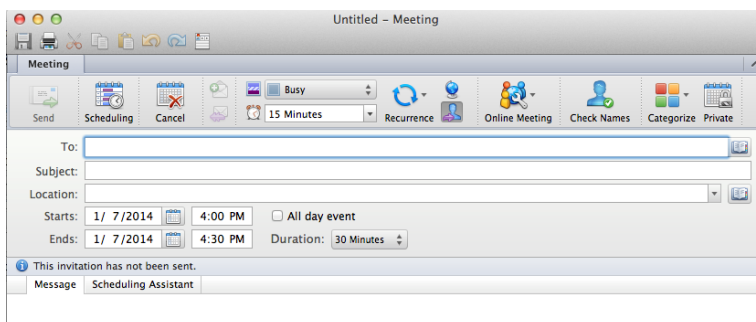 Untitled – Meeting
Meeting
Busy
15 Minutes
Send Scheduling Cancel Recurrence Online Meeting Check Names Categorize Private
To:
Subject:
Location:
Starts: 1/ 7/2014 4:00 PM All day event
Ends: 1/ 7/2014 4:30 PM Duration: 30 Minutes
This invitation has not been sent.
Message Scheduling Assistant